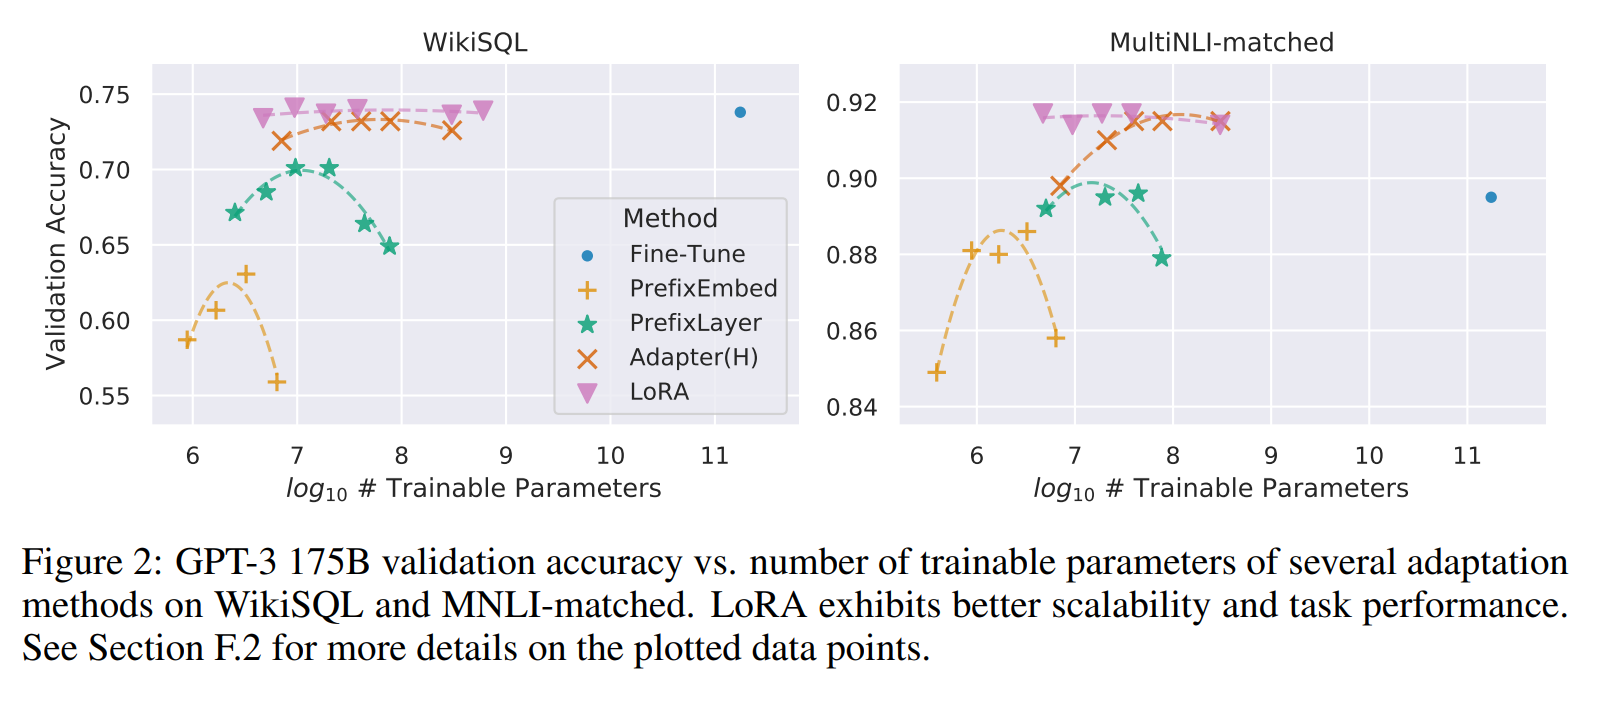 WikiSQL
MultiNLI-matched
Validation Accuracy
0.75
0.70
0.65
0.60
0.55
6 7 8 9 10 11
log10 # Trainable Parameters
Method
Fine-Tune
PrefixEmbed
PrefixLayer
Adapter(H)
LoRA
0.92
0.90
0.88
0.86
0.84
6 7 8 9 10 11
log10 # Trainable Parameters
Figure 2: GPT-3 175B validation accuracy vs. number of trainable parameters of several adaptation
methods on WikiSQL and MNLI-matched. LoRA exhibits better scalability and task performance.
See Section F.2 for more details on the plotted data points.